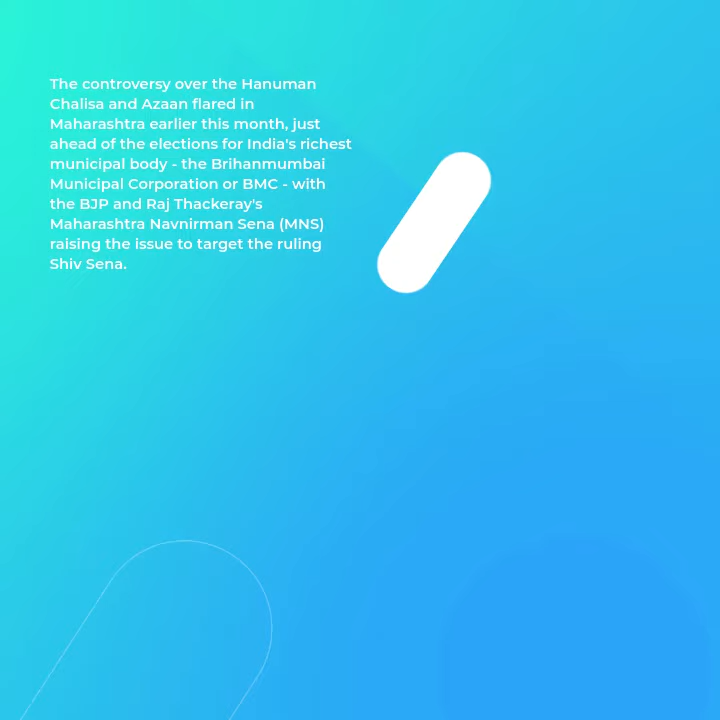 The controversy over the Hanuman
Chalisa and Azaan flared in
Maharashtra earlier this month, just
ahead of the elections for India's richest
municipal body - the Brihanmumbai
Municipal Corporation or BMC - with
the BJP and Raj Thackeray's
Maharashtra Navnirman Sena (MNS)
raising the issue to target the ruling
Shiv Sena.